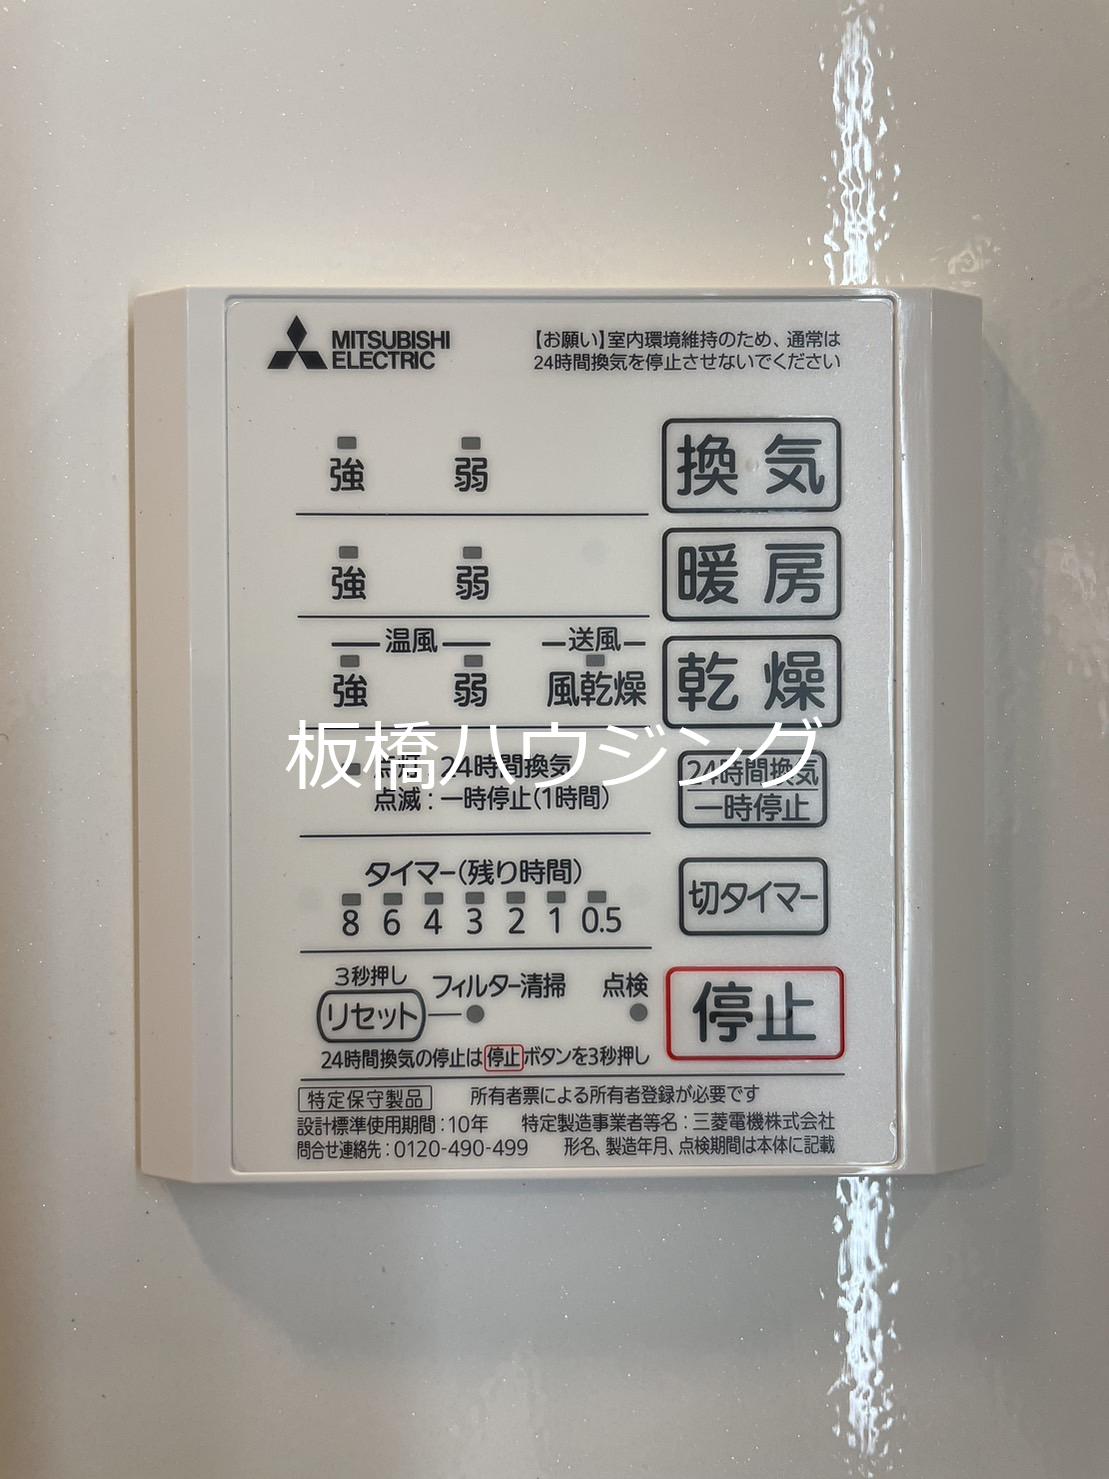 MITSUBISHI
ELECTRIC
【お願い】室内環境維持のため、通常は
24時間換気を停止させないでください
強 弱 換気
強 弱 暖房
温風 送風
強 弱 風乾燥 乾燥
板橋ハウジング
点灯：24時間換気
点滅：一時停止(1時間)
24時間換気
一時停止
タイマー(残り時間)
8 6 4 3 2 1 0.5
切タイマー
3秒押し
リセット フィルター清掃 点検
停止
24時間換気の停止は 停止 ボタンを3秒押し
特定保守製品 所有者票による所有者登録が必要です
設計標準使用期間：10年 特定製造事業者等名：三菱電機株式会社
問合せ連絡先：0120-490-499 形名、製造年月、点検期間は本体に記載